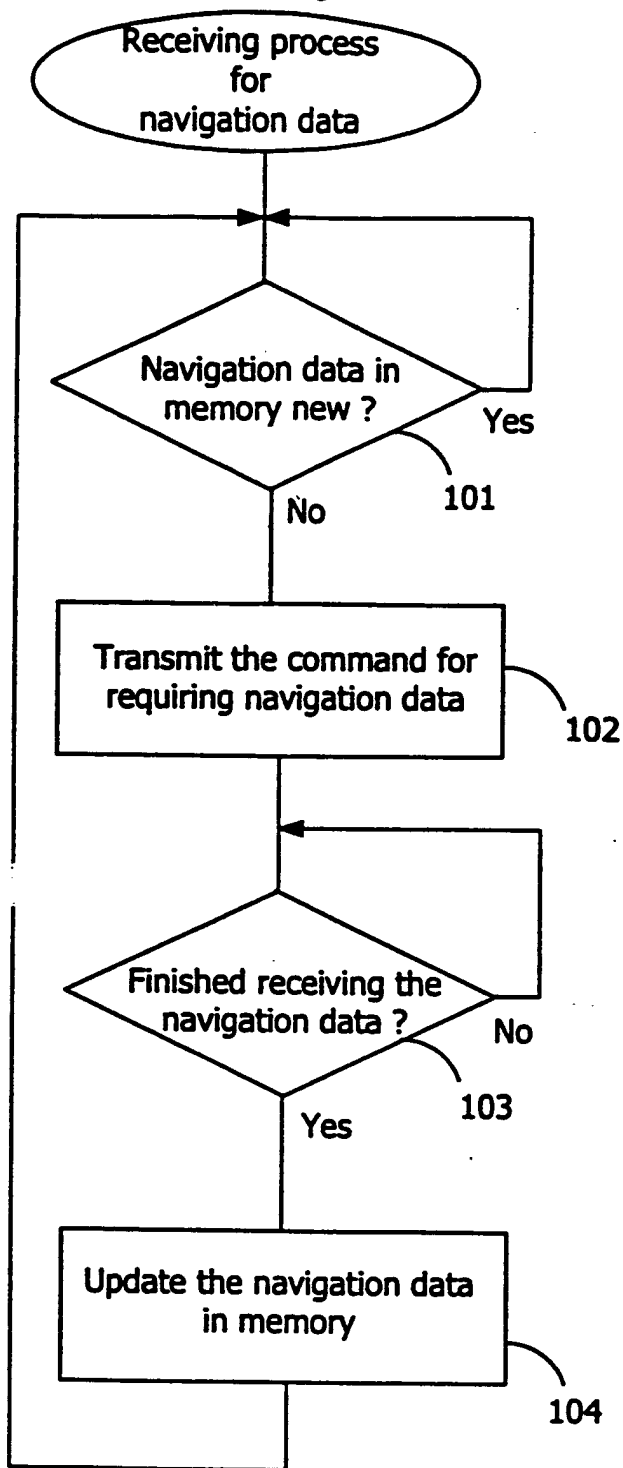 Receiving process
for
navigation data
Navigation data in
memory new ?
Yes
101
No
Transmit the command for
requiring navigation data
102
Finished receiving the
navigation data ?
No
103
Yes
Update the navigation data
in memory
104